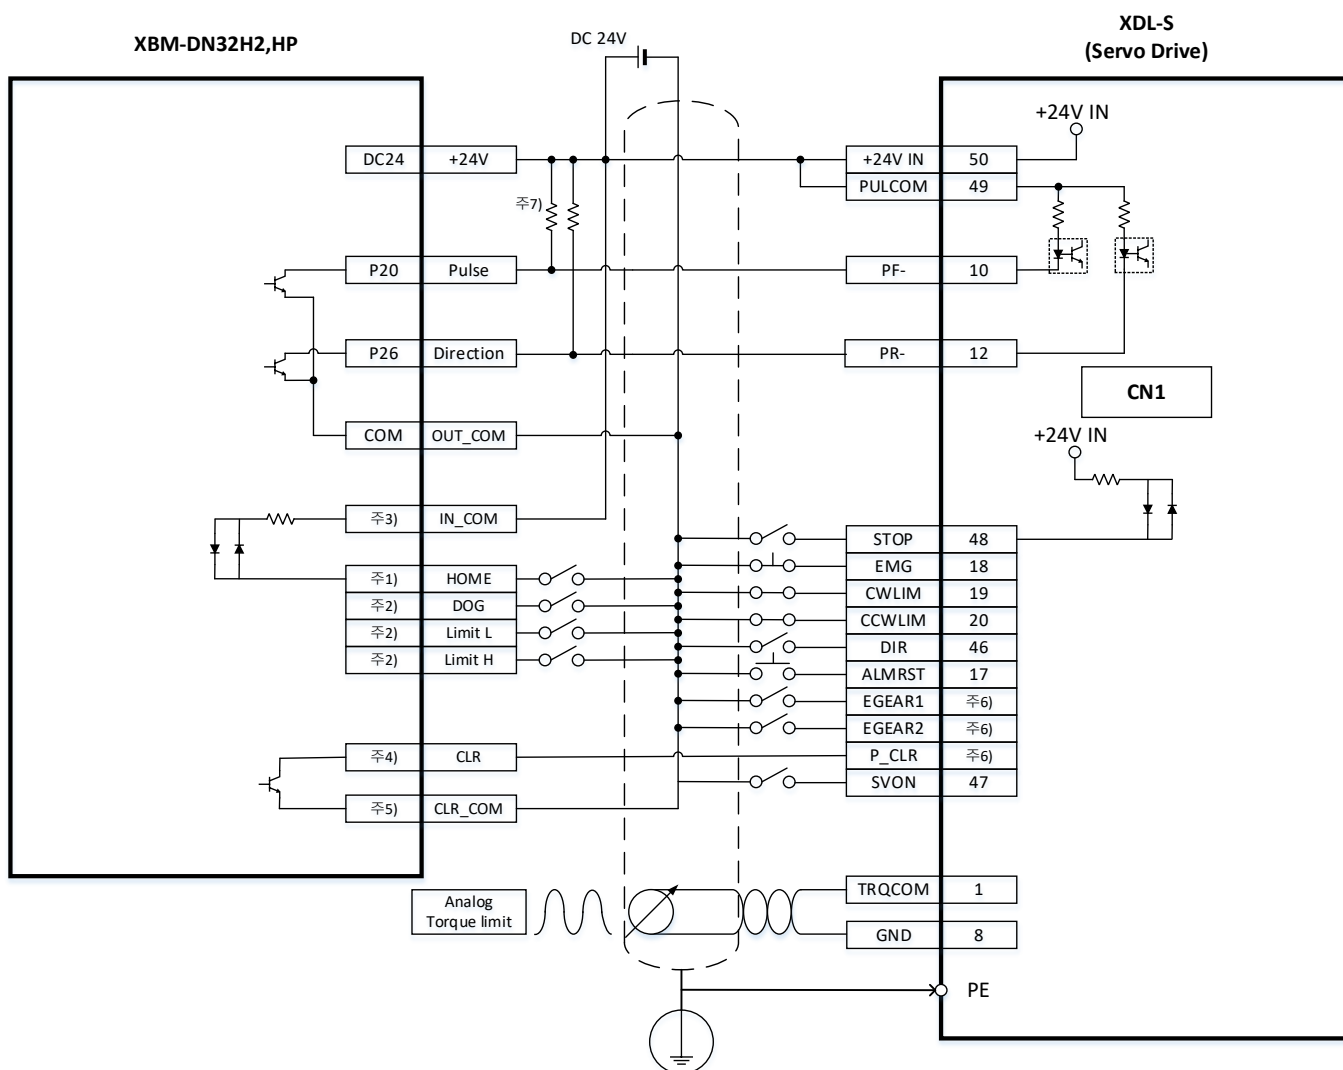 XBM-DN32H2,HP
DC 24V
XDL-S
(Servo Drive)
+24V IN
DC24 +24V
+24V IN 50
PULCOM 49
주7)
P20 Pulse
PF- 10
P26 Direction
PR- 12
CN1
COM OUT_COM
+24V IN
주3) IN_COM
STOP 48
EMG 18
주1) HOME
CWLIM 19
주2) DOG
CCWLIM 20
주2) Limit L
DIR 46
주2) Limit H
ALMRST 17
EGEAR1 주6)
EGEAR2 주6)
주4) CLR
P_CLR 주6)
SVON 47
주5) CLR_COM
Analog
Torque limit
TRQCOM 1
GND 8
PE